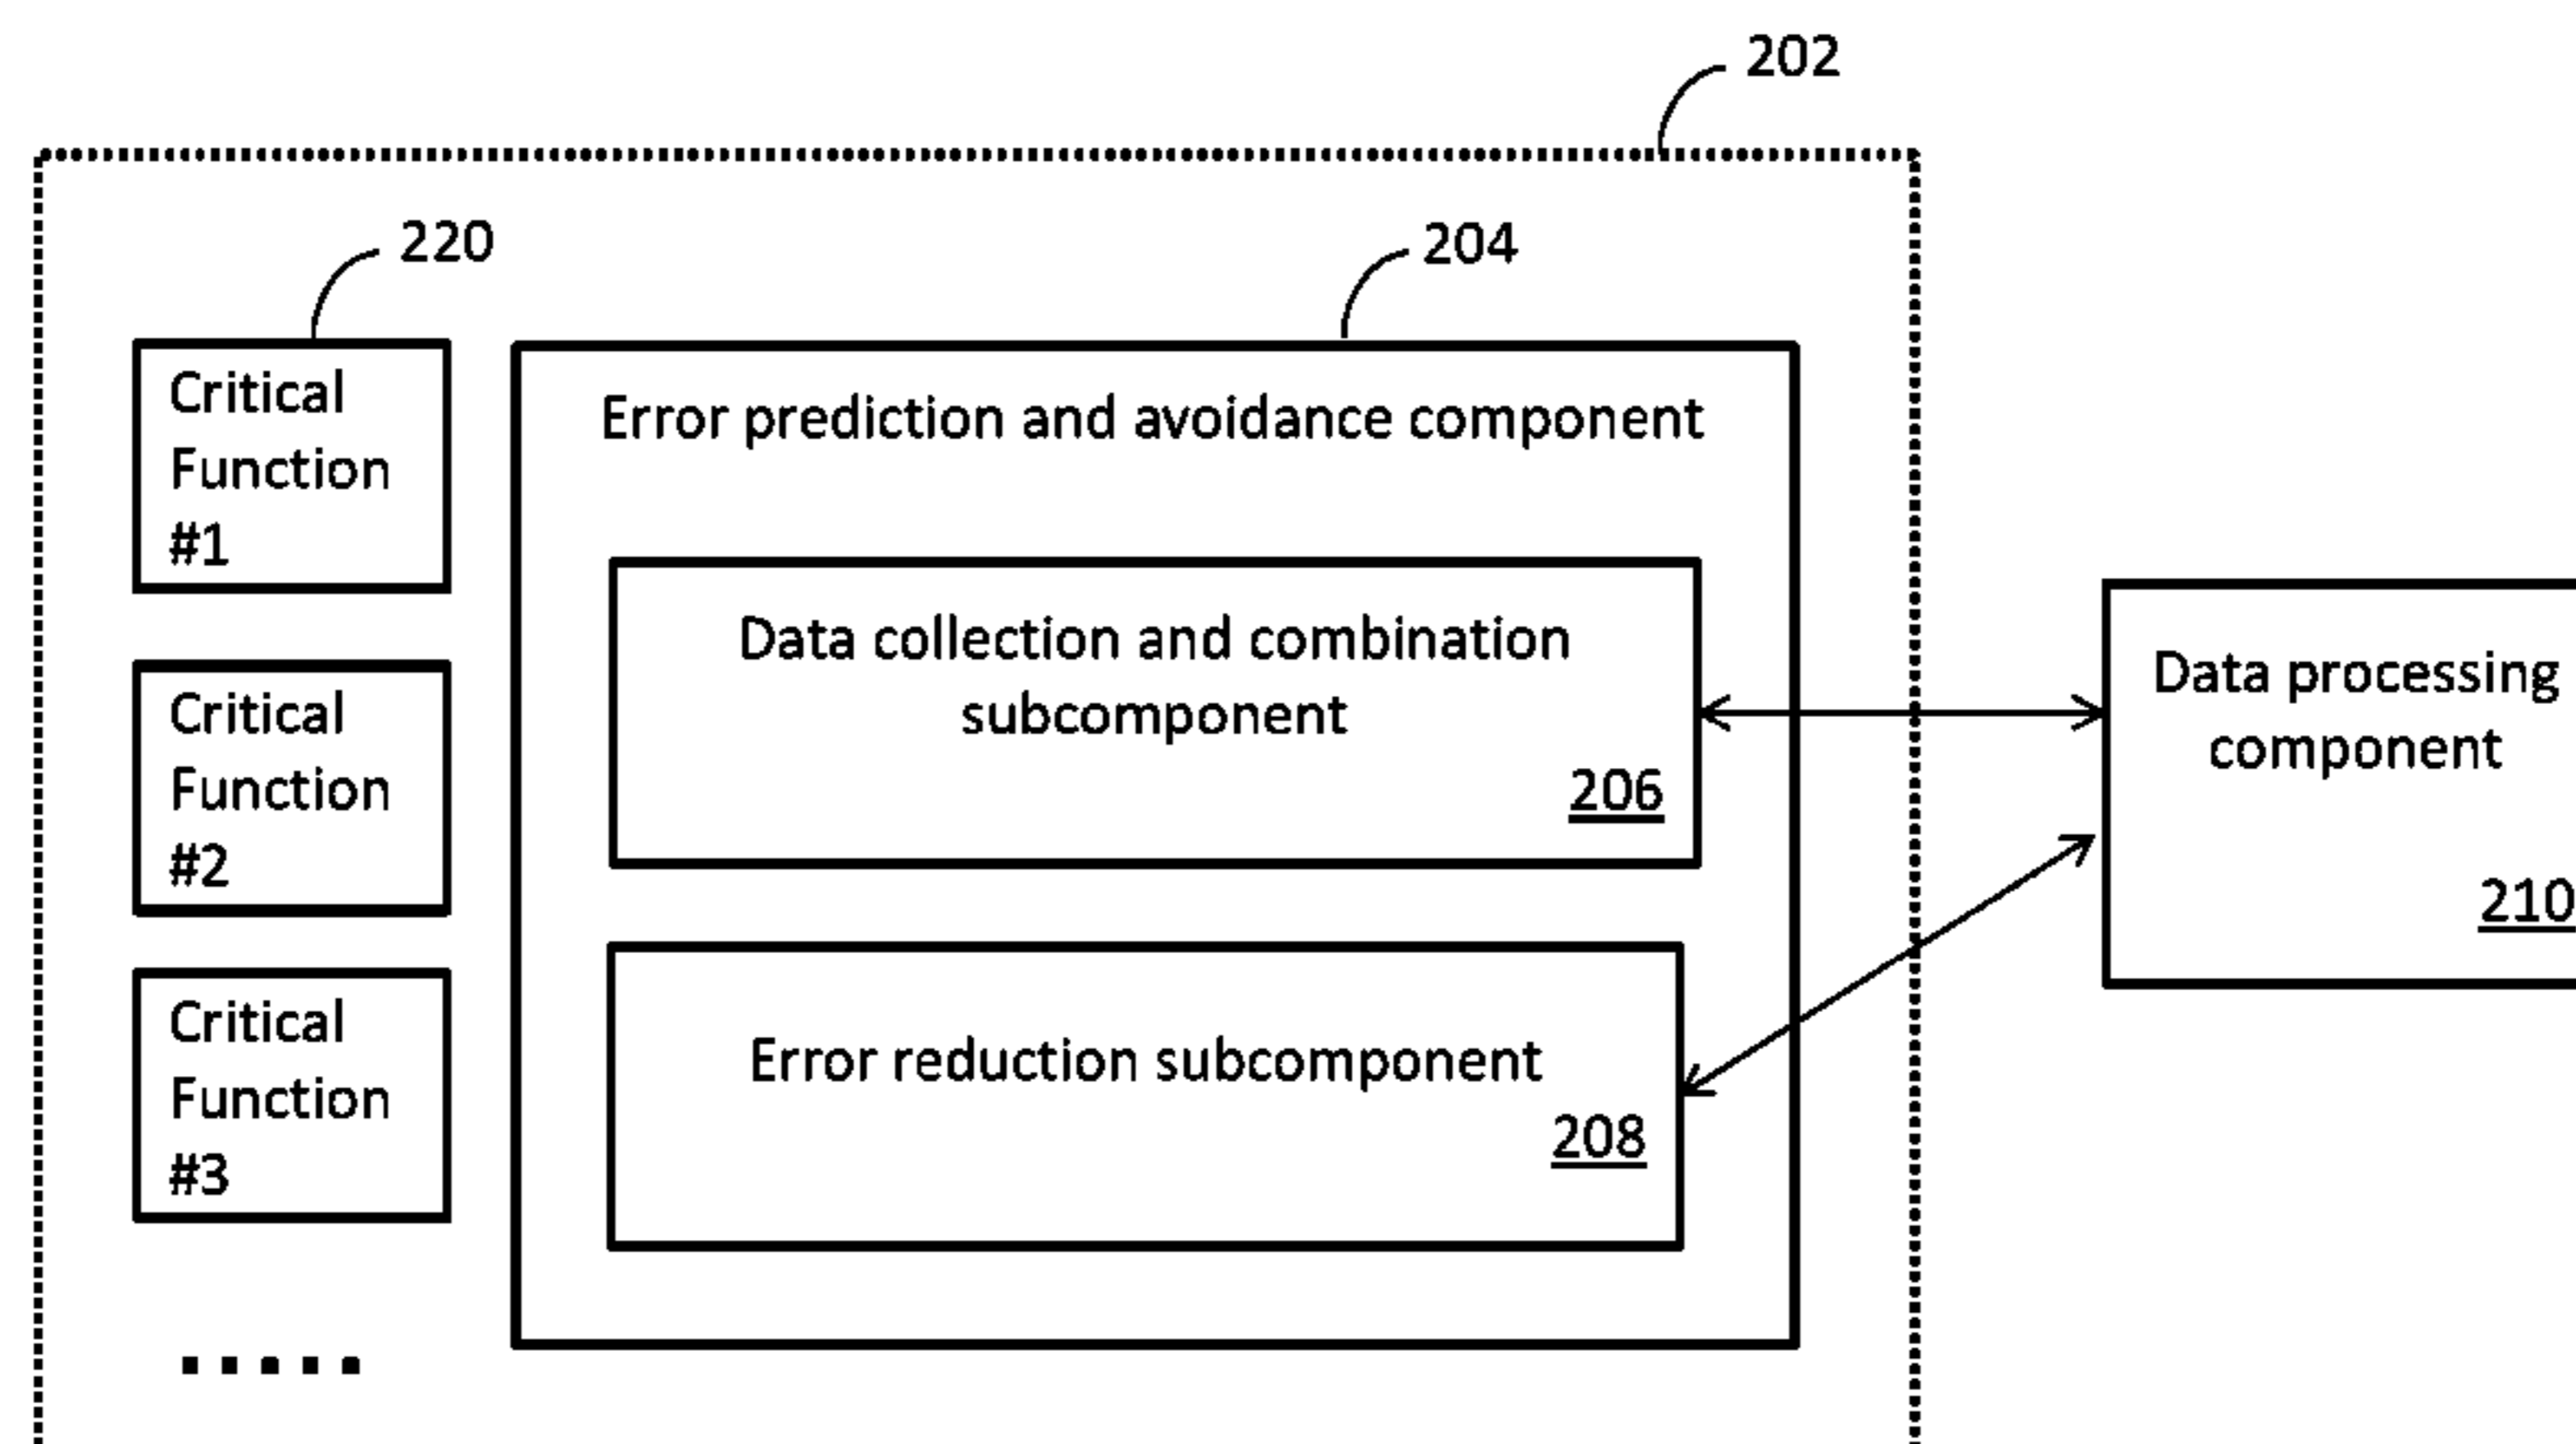 202
220
204
Critical
Function
#1
Error prediction and avoidance component
Data collection and combination
subcomponent
206
Data processing
component
210
Critical
Function
#2
Error reduction subcomponent
208
Critical
Function
#3
.....